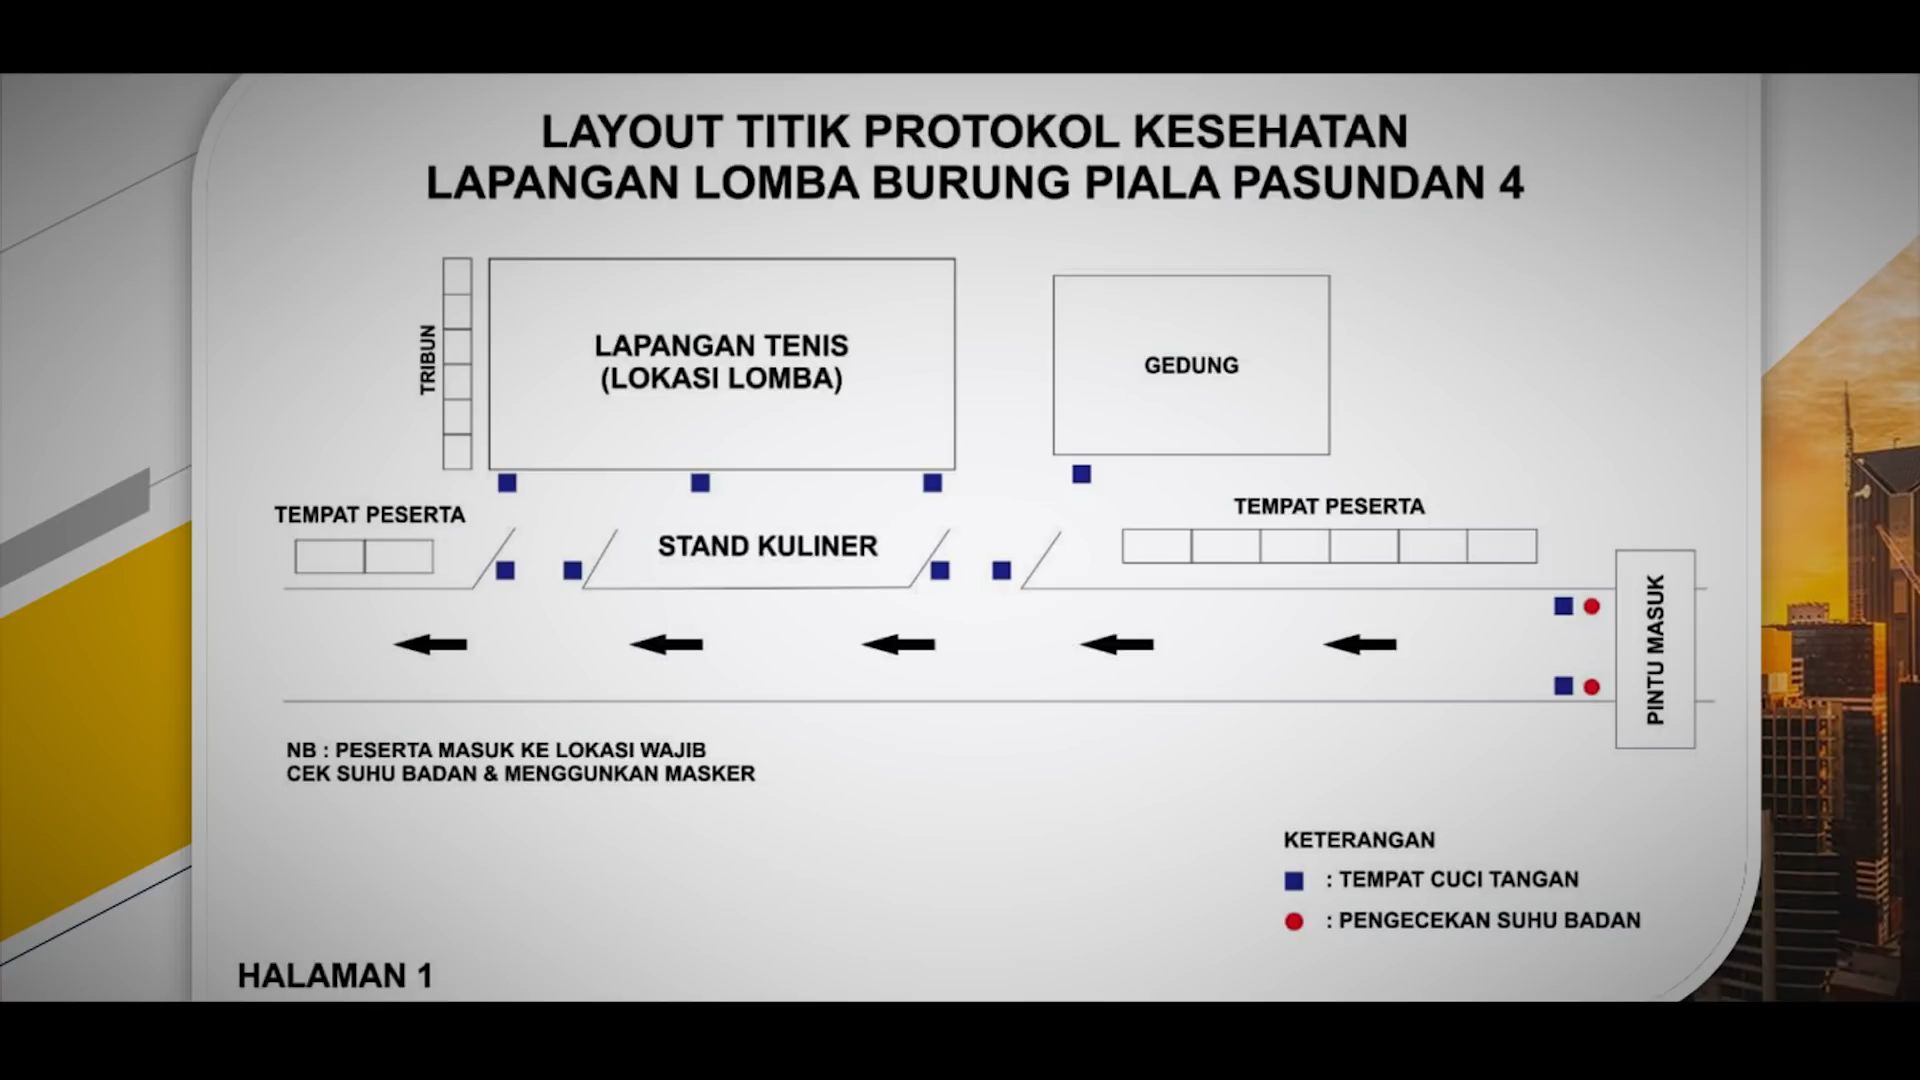 LAYOUT TITIK PROTOKOL KESEHATAN
LAPANGAN LOMBA BURUNG PIALA PASUNDAN 4
TRIBUN
LAPANGAN TENIS
(LOKASI LOMBA)
GEDUNG
TEMPAT PESERTA
STAND KULINER
TEMPAT PESERTA
PINTU MASUK
NB : PESERTA MASUK KE LOKASI WAJIB
CEK SUHU BADAN & MENGGUNKAN MASKER
KETERANGAN
: TEMPAT CUCI TANGAN
: PENGECEKAN SUHU BADAN
HALAMAN 1